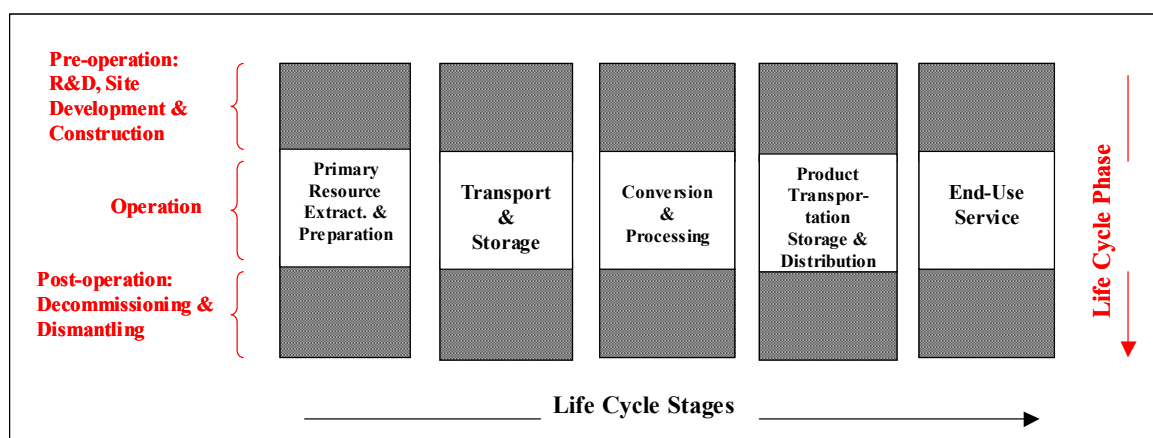 Pre-operation:
R&D, Site
Development &
Construction
Operation
Post-operation:
Decommissioning &
Dismantling
Primary
Resource
Extract. &
Preparation
Transport
&
Storage
Conversion
&
Processing
Product
Transpor-
tation
Storage &
Distribution
End-Use
Service
Life Cycle Phase
Life Cycle Stages